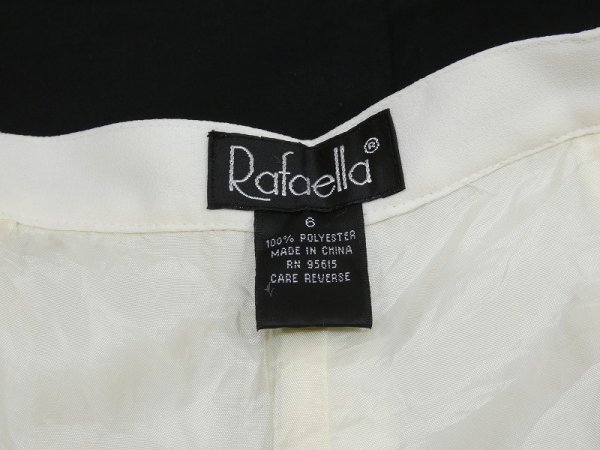 Rafaella®
6
100% POLYESTER
MADE IN CHINA
RN 95615
CARE REVERSE